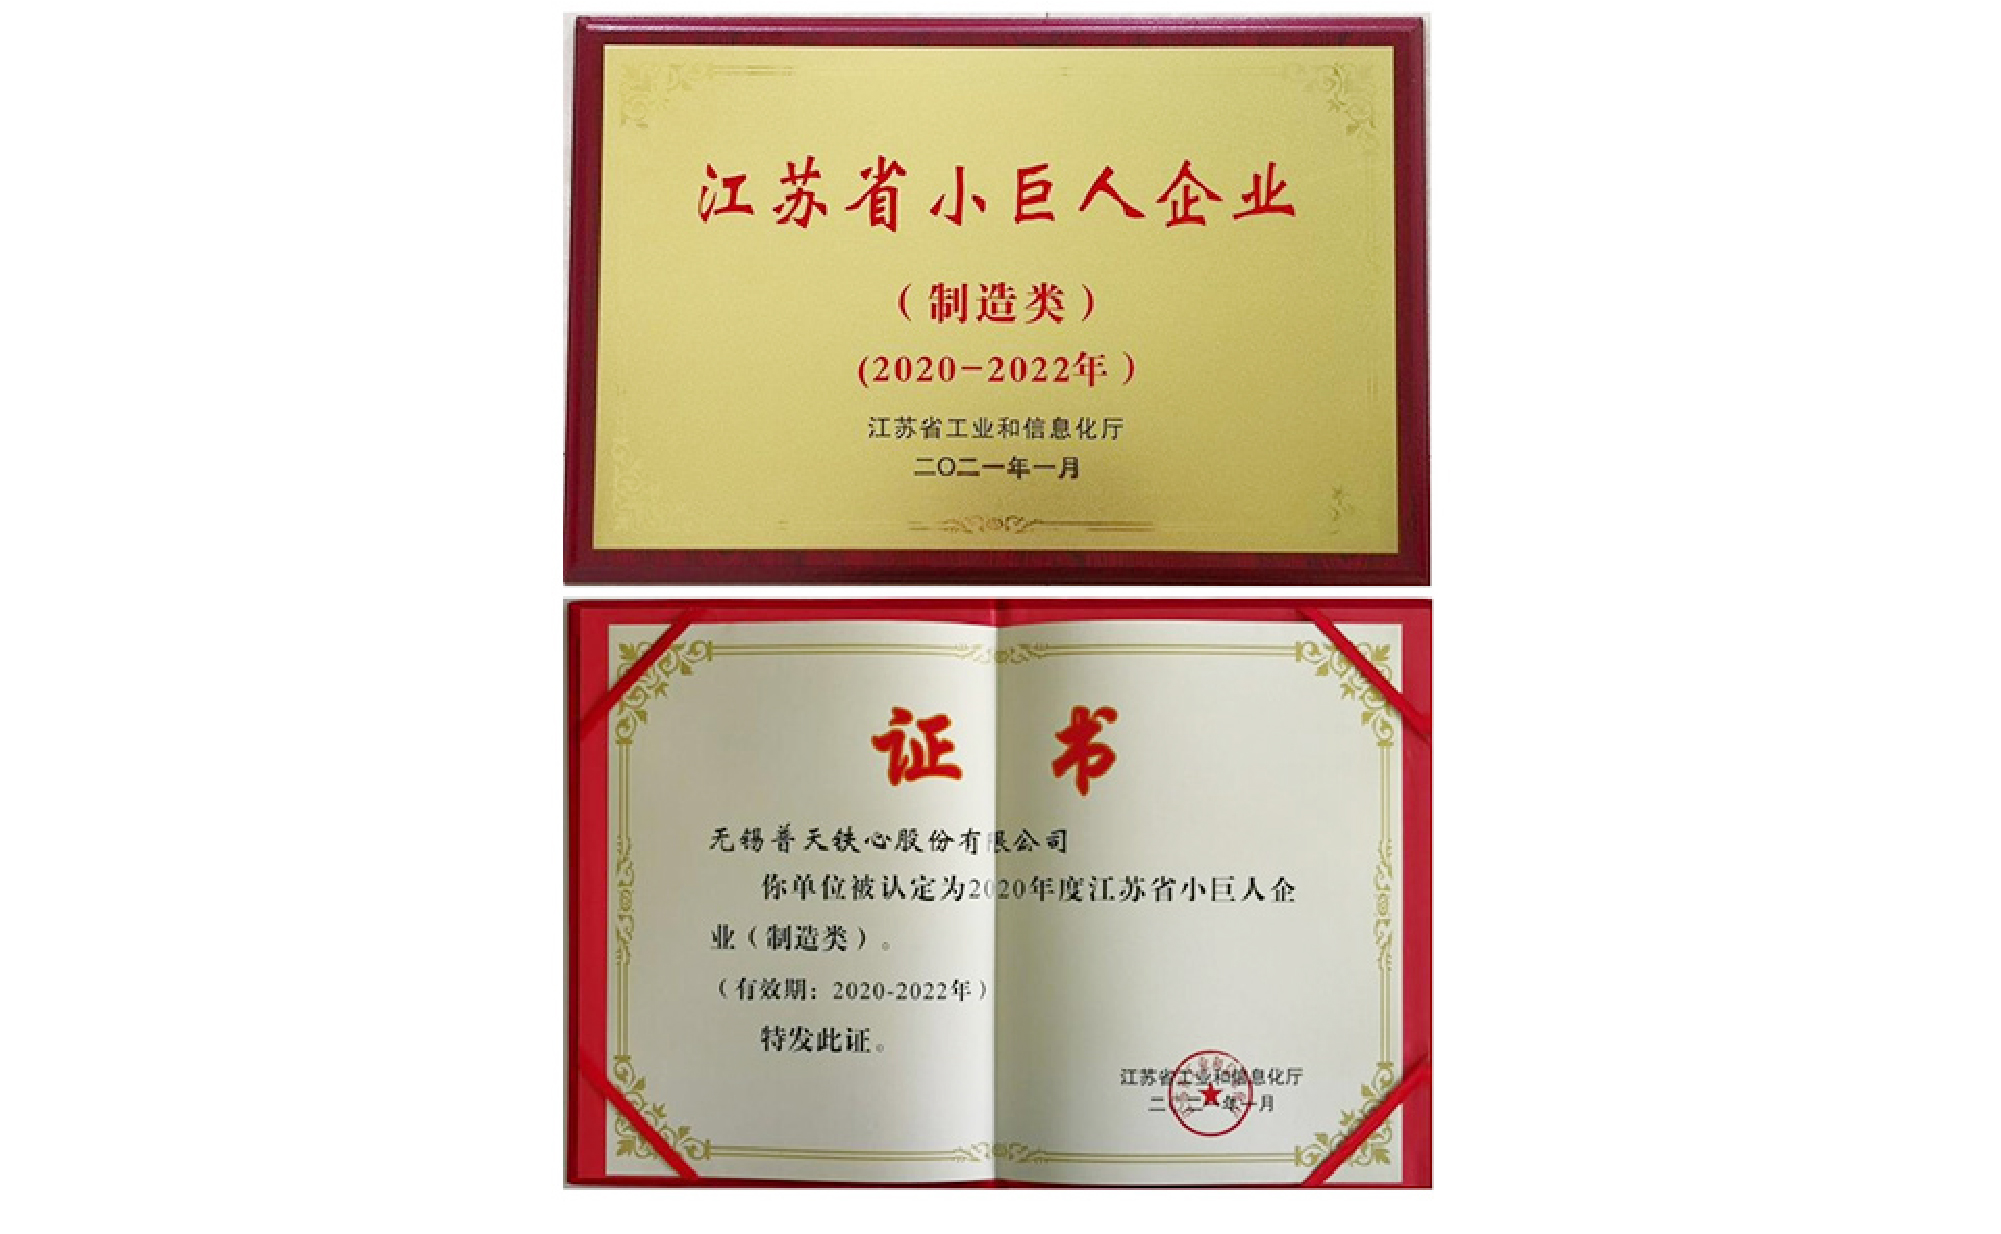 江苏省小巨人企业
（制造类）
(2020-2022年）
江苏省工业和信息化厅
二〇二一年一月
证 书
无锡普天铁心股份有限公司
你单位被认定为2020年度江苏省小巨人企
业（制造类）。
（有效期：2020-2022年）
特发此证。
江苏省工业和信息化厅
二〇二一年一月